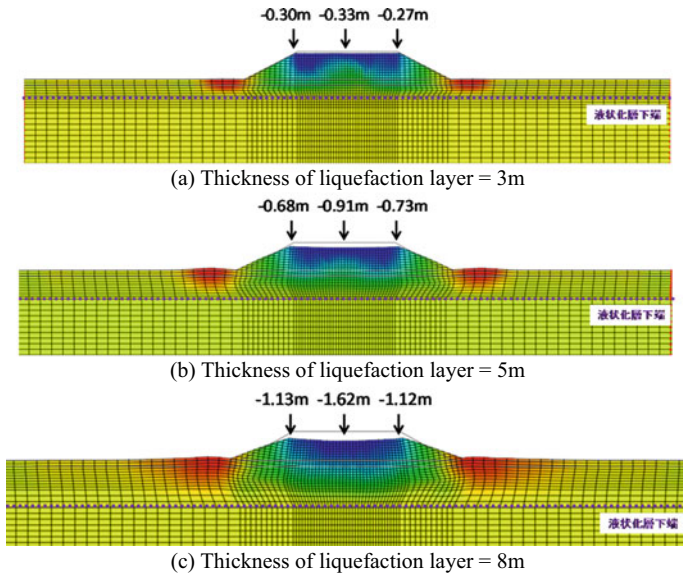 -0.30m -0.33m -0.27m
液状化層下端
(a) Thickness of liquefaction layer = 3m
-0.68m -0.91m -0.73m
液状化層下端
(b) Thickness of liquefaction layer = 5m
-1.13m -1.62m -1.12m
液状化層下端
(c) Thickness of liquefaction layer = 8m